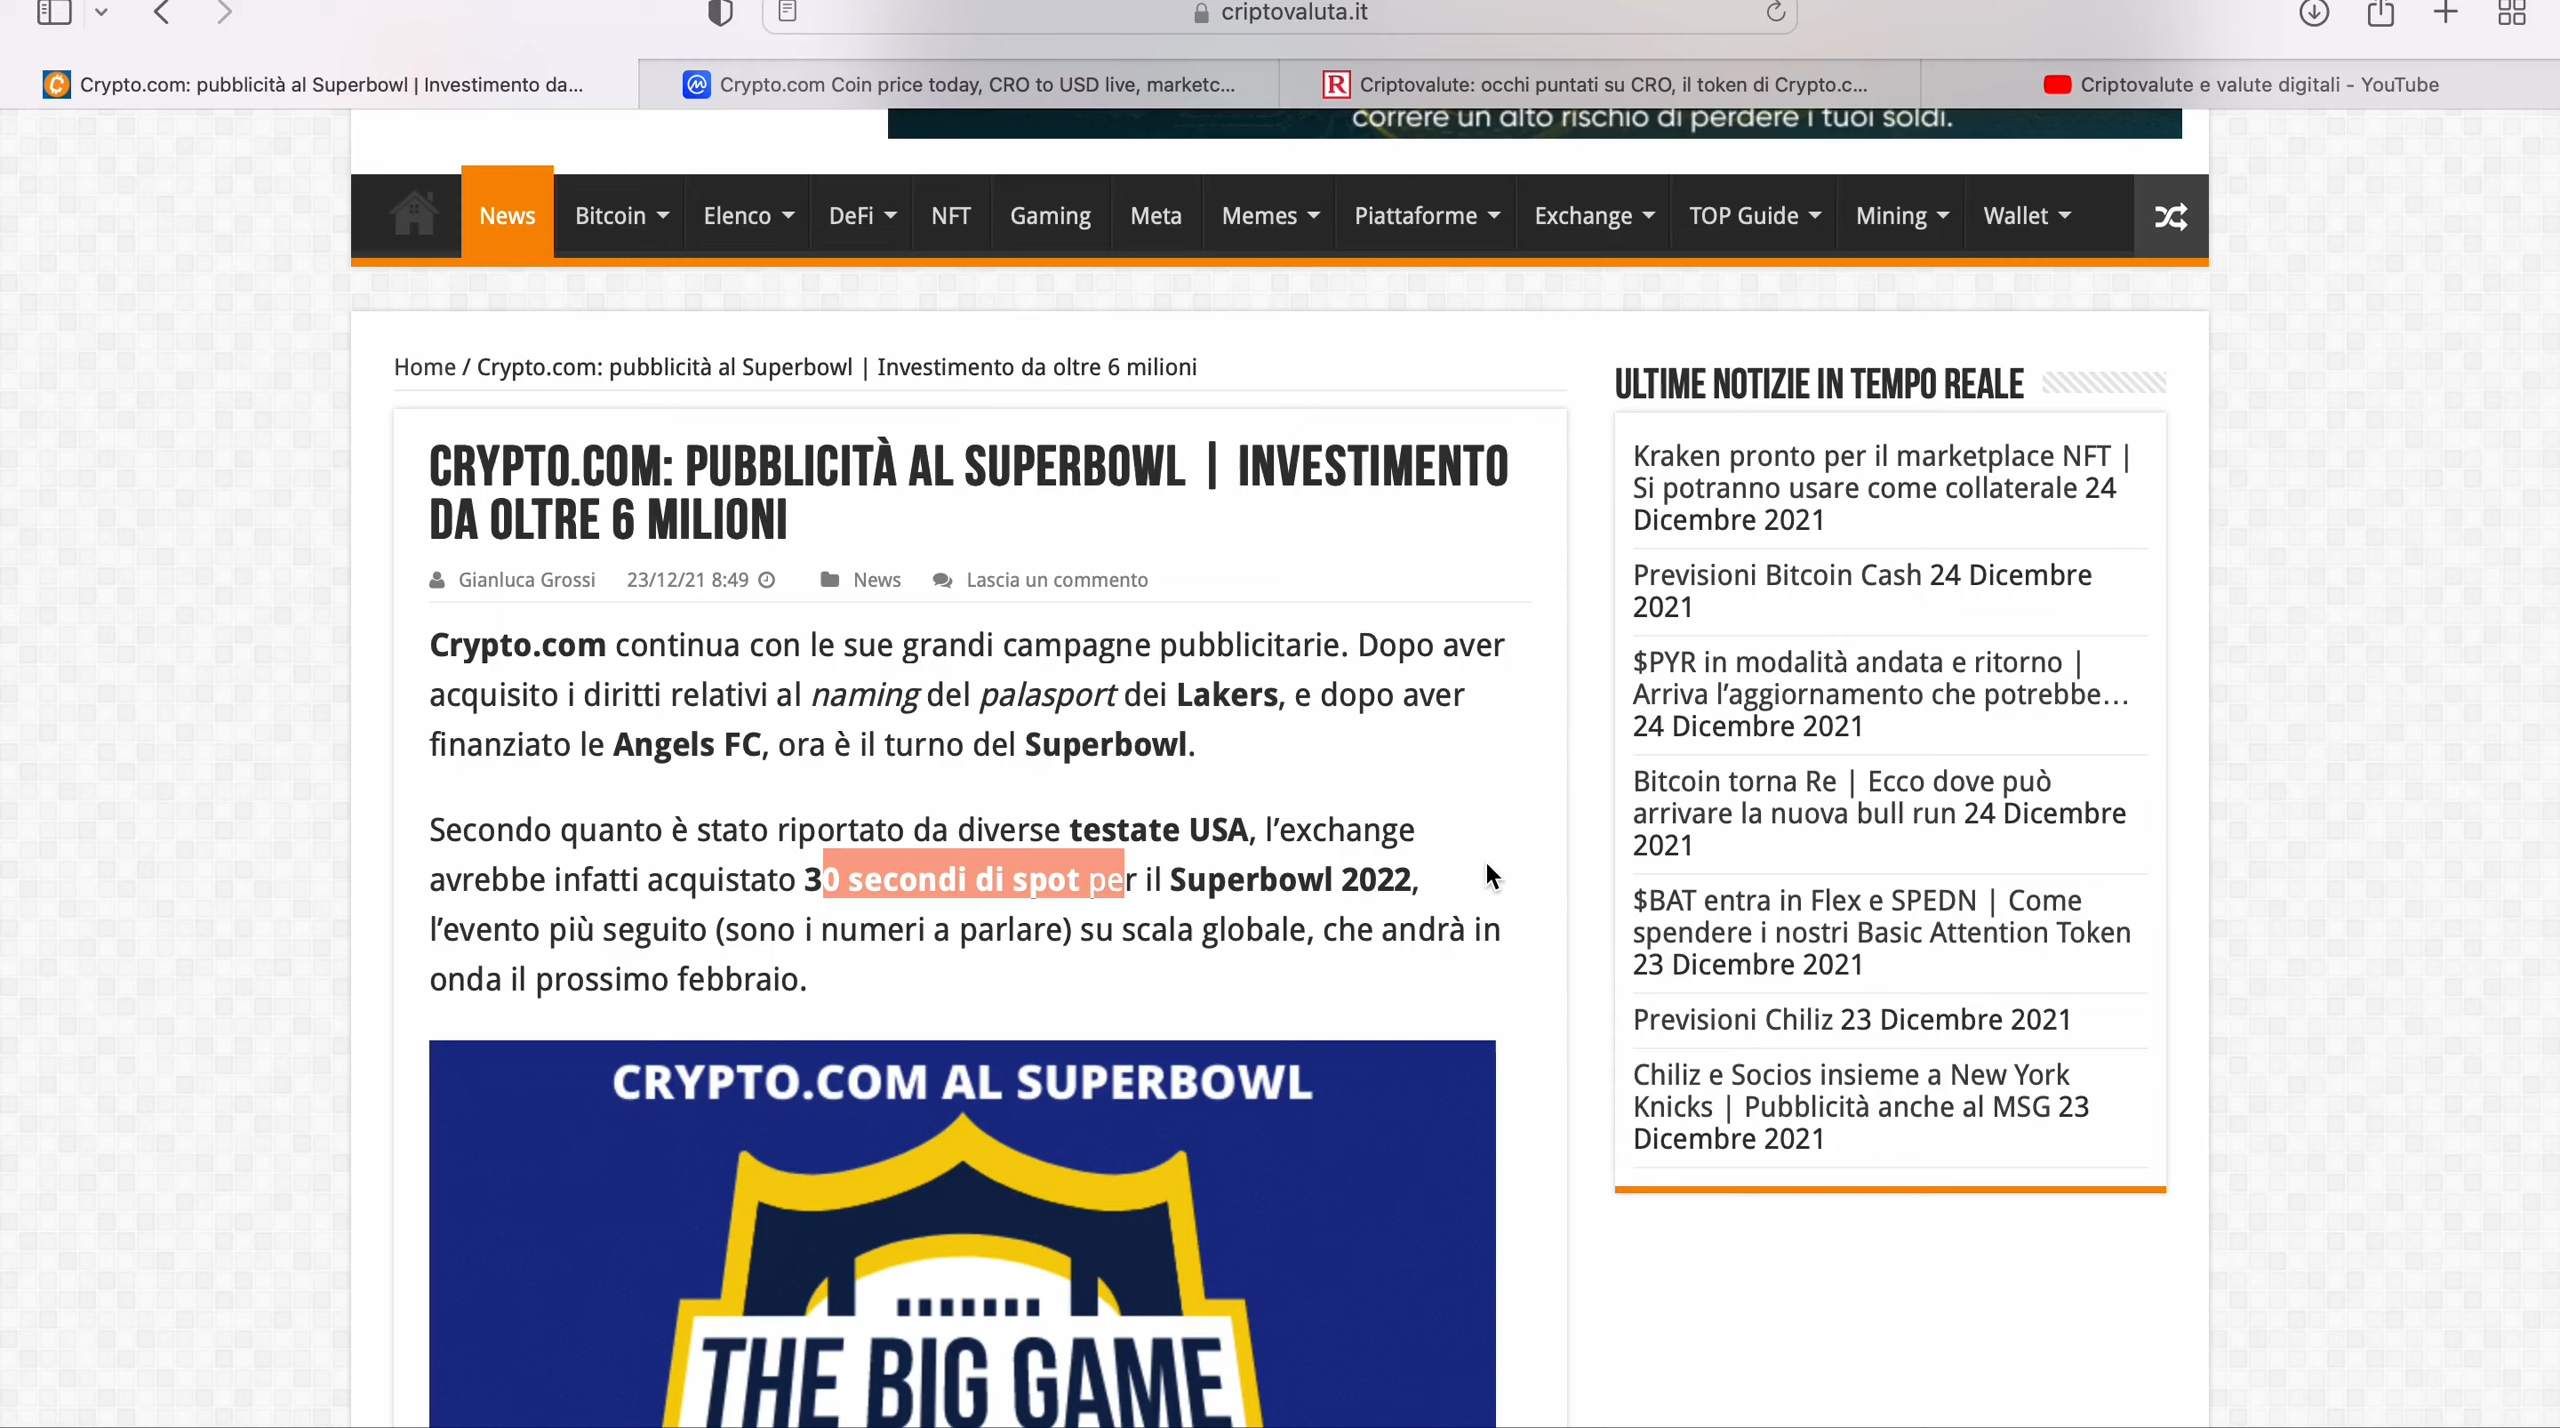 criptovaluta.it
Crypto.com: pubblicità al Superbowl | Investimento da...
Crypto.com Coin price today, CRO to USD live, marketc...
Criptovalute: occhi puntati su CRO, il token di Crypto.c...
Criptovalute e valute digitali - YouTube
correre un alto rischio di perdere i tuoi soldi.
News
Bitcoin
Elenco
DeFi
NFT
Gaming
Meta
Memes
Piattaforme
Exchange
TOP Guide
Mining
Wallet
Home / Crypto.com: pubblicità al Superbowl | Investimento da oltre 6 milioni
CRYPTO.COM: PUBBLICITÀ AL SUPERBOWL | INVESTIMENTO
DA OLTRE 6 MILIONI
Gianluca Grossi 23/12/21 8:49 News Lascia un commento
Crypto.com continua con le sue grandi campagne pubblicitarie. Dopo aver
acquisito i diritti relativi al naming del palasport dei Lakers, e dopo aver
finanziato le Angels FC, ora è il turno del Superbowl.
Secondo quanto è stato riportato da diverse testate USA, l'exchange
avrebbe infatti acquistato 30 secondi di spot per il Superbowl 2022,
l'evento più seguito (sono i numeri a parlare) su scala globale, che andrà in
onda il prossimo febbraio.
CRYPTO.COM AL SUPERBOWL
THE BIG GAME
ULTIME NOTIZIE IN TEMPO REALE
Kraken pronto per il marketplace NFT |
Si potranno usare come collaterale 24
Dicembre 2021
Previsioni Bitcoin Cash 24 Dicembre
2021
$PYR in modalità andata e ritorno |
Arriva l'aggiornamento che potrebbe…
24 Dicembre 2021
Bitcoin torna Re | Ecco dove può
arrivare la nuova bull run 24 Dicembre
2021
$BAT entra in Flex e SPEDN | Come
spendere i nostri Basic Attention Token
23 Dicembre 2021
Previsioni Chiliz 23 Dicembre 2021
Chiliz e Socios insieme a New York
Knicks | Pubblicità anche al MSG 23
Dicembre 2021